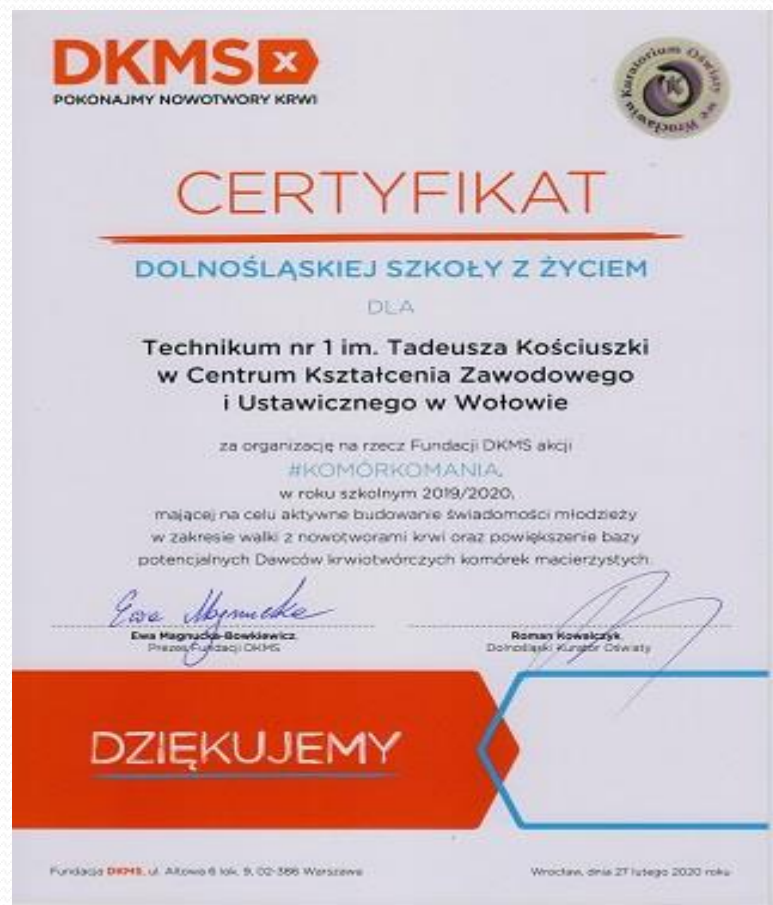 DKMS
POKONAJMY NOWOTWORY KRWI
Kuratorium Oświaty we Wrocławiu
CERTYFIKAT
DOLNOŚLĄSKIEJ SZKOŁY Z ŻYCIEM
DLA
Technikum nr 1 im. Tadeusza Kościuszki
w Centrum Kształcenia Zawodowego
i Ustawicznego w Wołowie
za organizację na rzecz Fundacji DKMS akcji
#KOMÓRKOMANIA,
w roku szkolnym 2019/2020,
mającej na celu aktywne budowanie świadomości młodzieży
w zakresie walki z nowotworami krwi oraz powiększenie bazy
potencjalnych Dawców krwiotwórczych komórek macierzystych.
Ewa Magnucka
Ewa Magnucka-Bowkiewicz
Prezes Fundacji DKMS
Roman Kowalczyk
Dolnośląski Kurator Oświaty
DZIĘKUJEMY
Fundacja DKMS, ul. Altowa 6 lok. 9, 02-386 Warszawa
Wrocław, dnia 27 lutego 2020 roku